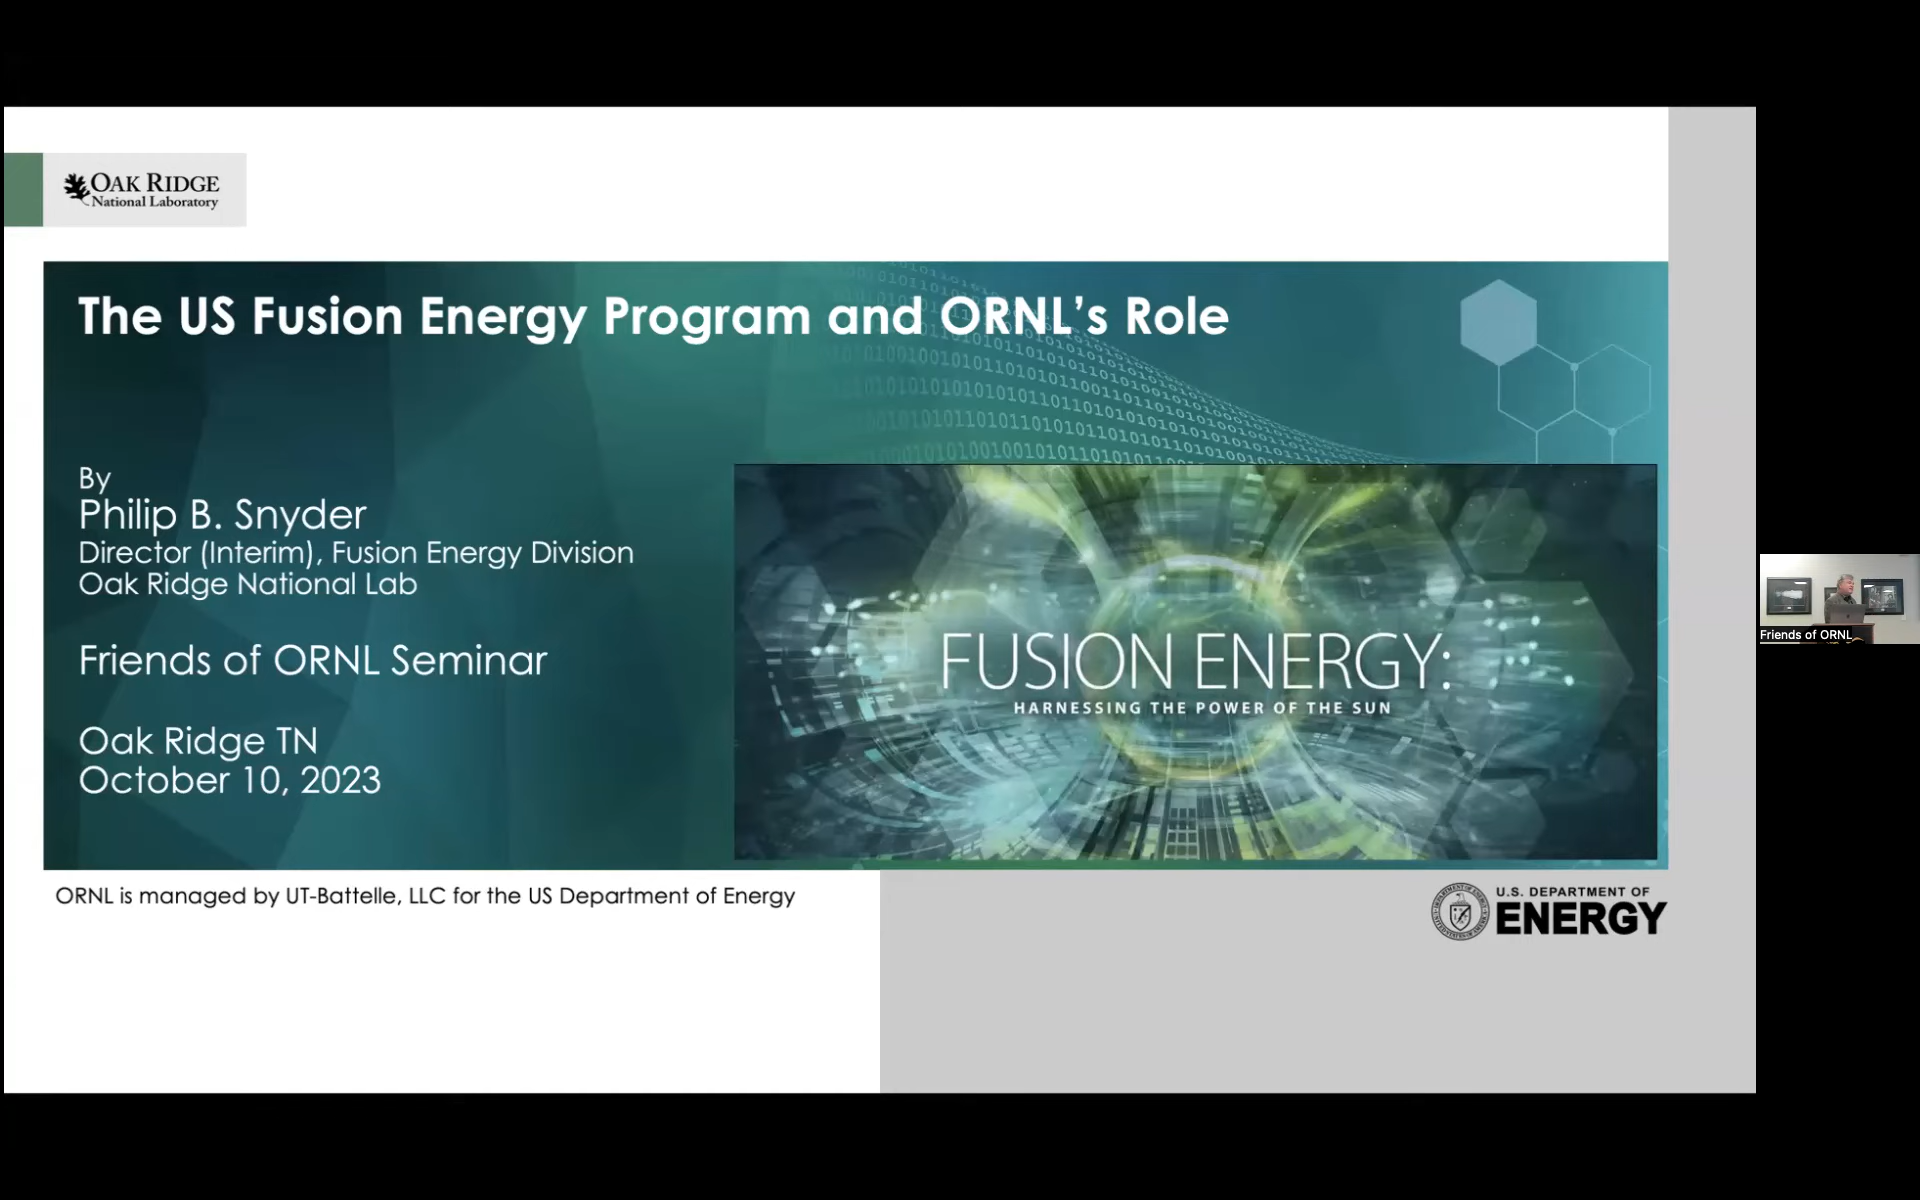 OAK RIDGE
National Laboratory
The US Fusion Energy Program and ORNL's Role
By
Philip B. Snyder
Director (Interim), Fusion Energy Division
Oak Ridge National Lab
Friends of ORNL Seminar
Oak Ridge TN
October 10, 2023
FUSION ENERGY:
HARNESSING THE POWER OF THE SUN
ORNL is managed by UT-Battelle, LLC for the US Department of Energy
U.S. DEPARTMENT OF
ENERGY
Friends of ORNL